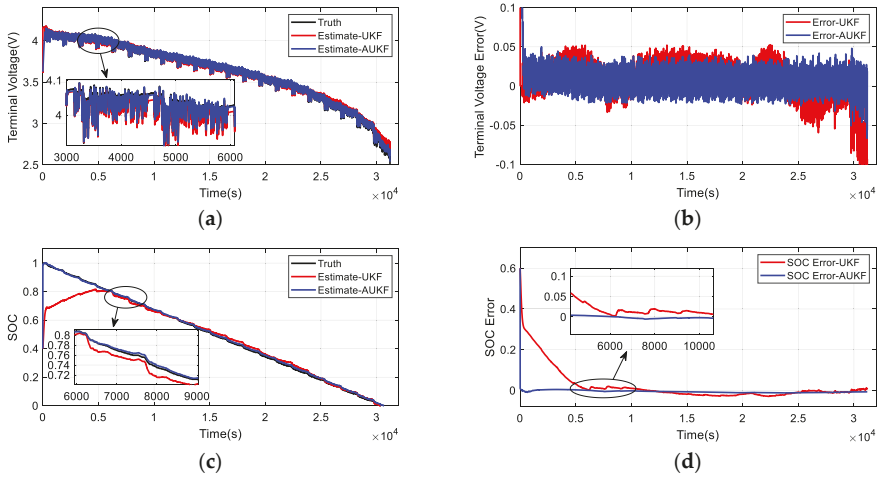 Truth
Estimate-UKF
Estimate-AUKF
Terminal Voltage(V)
4.5
4
3.5
3
2.5
4.1
4
3000 4000 5000 6000
0 0.5 1 1.5 2 2.5 3
Time(s)
×10^4
(a)
Error-UKF
Error-AUKF
Terminal Voltage Error(V)
0.1
0.05
0
-0.05
-0.1
0 0.5 1 1.5 2 2.5 3
Time(s)
×10^4
(b)
Truth
Estimate-UKF
Estimate-AUKF
SOC
1
0.8
0.6
0.4
0.2
0
0.8
0.78
0.76
0.74
0.72
6000 7000 8000 9000
0 0.5 1 1.5 2 2.5 3
Time(s)
×10^4
(c)
SOC Error-UKF
SOC Error-AUKF
SOC Error
0.6
0.4
0.2
0
0.1
0.05
0
6000 8000 10000
0 0.5 1 1.5 2 2.5 3
Time(s)
×10^4
(d)